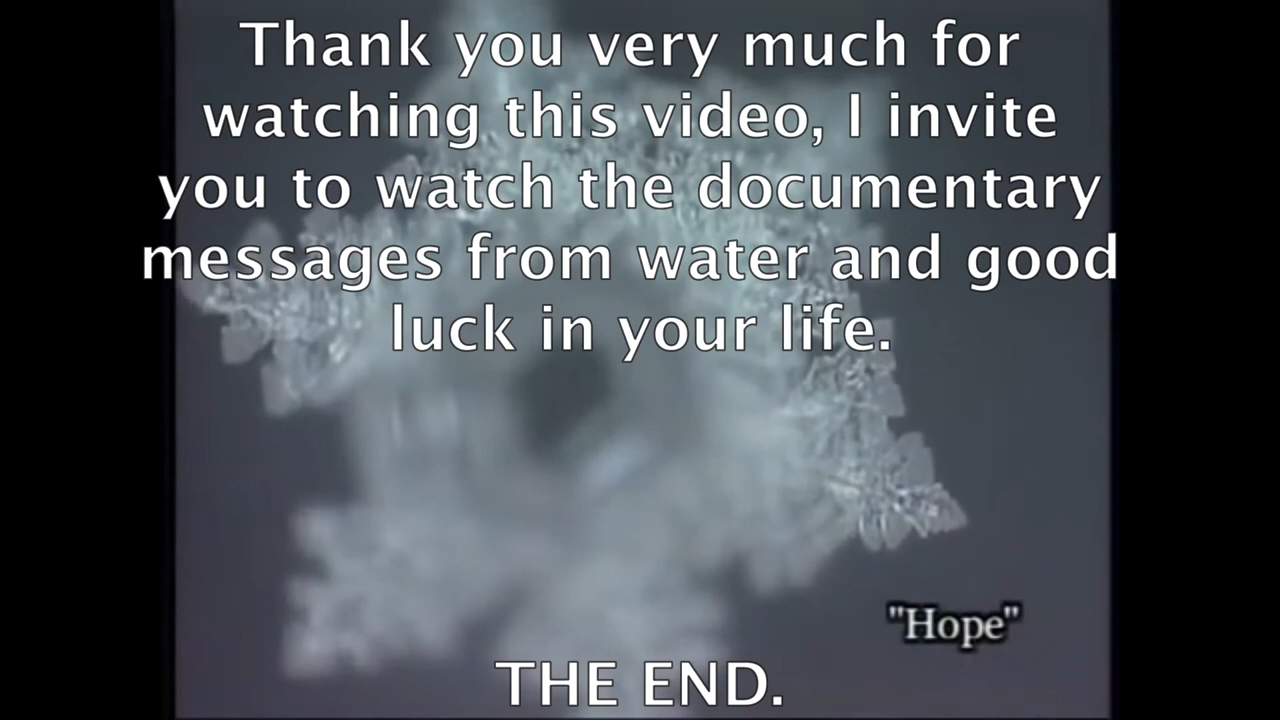 Thank you very much for
watching this video, I invite
you to watch the documentary
messages from water and good
luck in your life.
"Hope"
THE END.